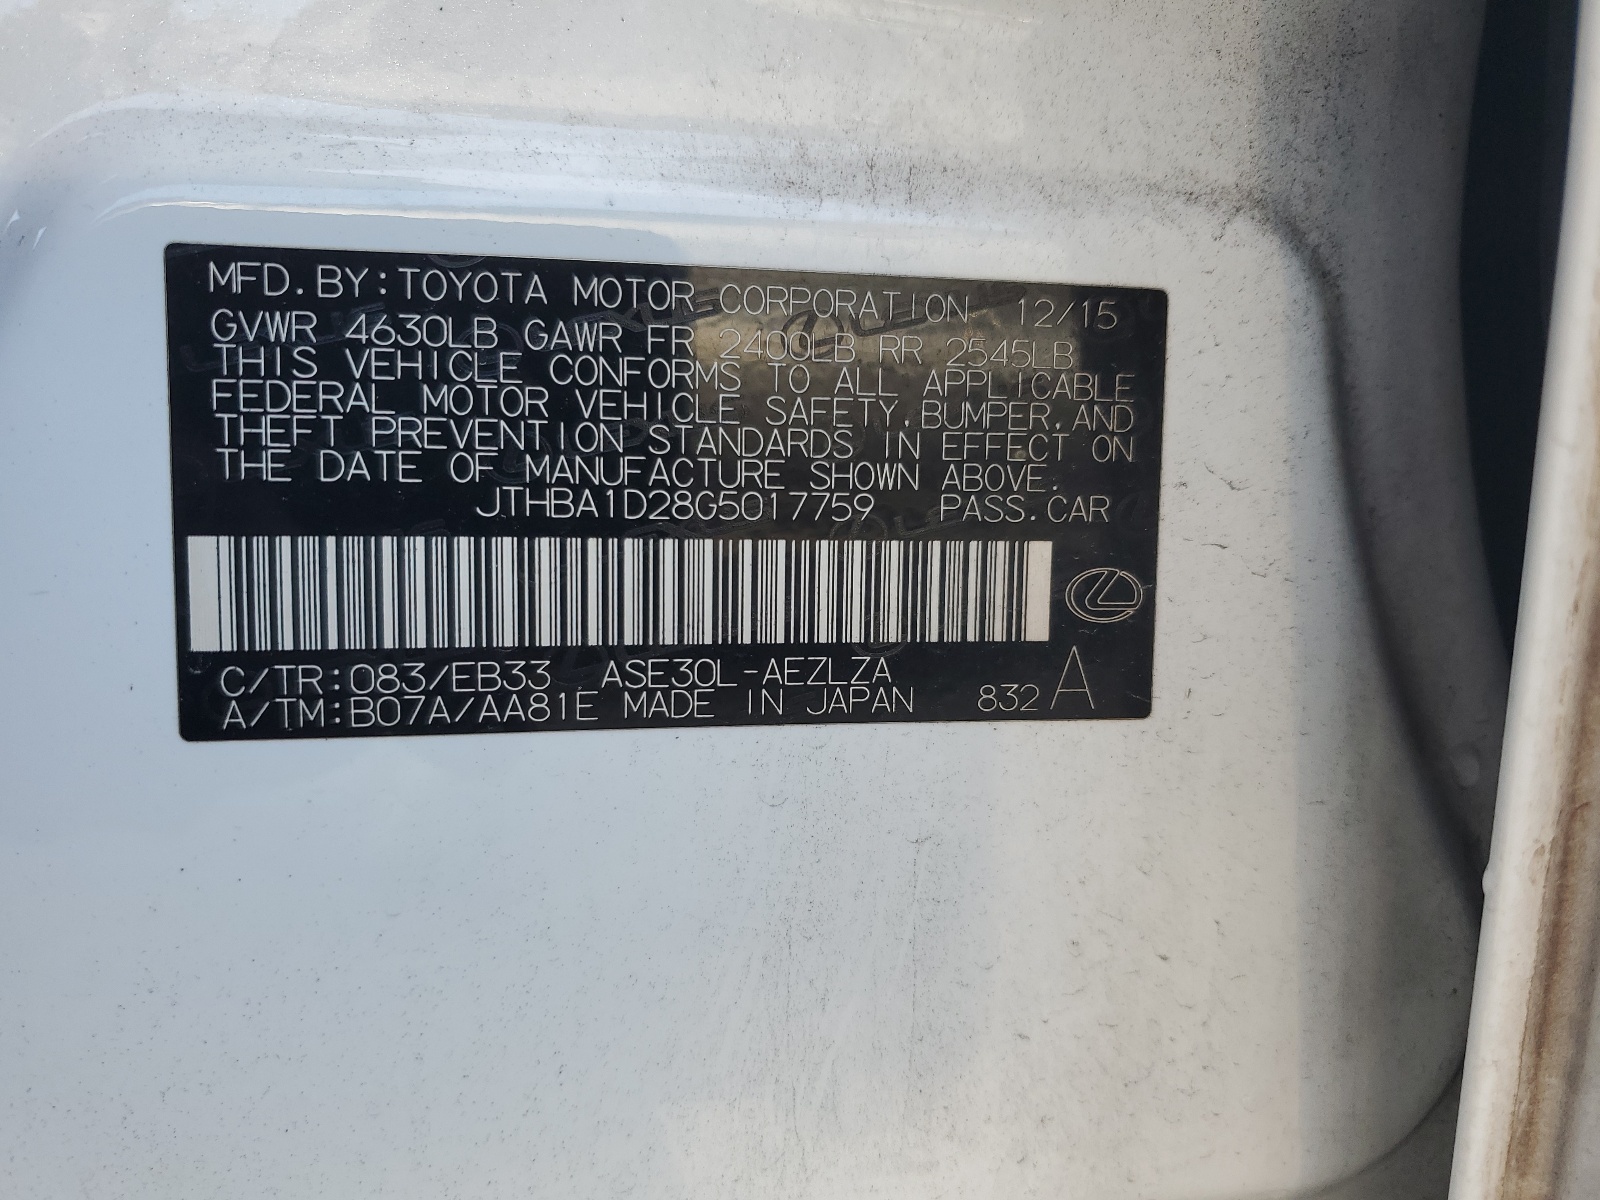 MFD. BY: TOYOTA MOTOR CORPORATION 12/15
GVWR 4630LB GAWR FR 2400LB RR 2545LB
THIS VEHICLE CONFORMS TO ALL APPLICABLE
FEDERAL MOTOR VEHICLE SAFETY, BUMPER, AND
THEFT PREVENTION STANDARDS IN EFFECT ON
THE DATE OF MANUFACTURE SHOWN ABOVE.
JTHBA1D28G5017759 PASS. CAR
C/TR: 083/EB33 ASE30L-AEZLZA
A/TM: B07A/AA81E MADE IN JAPAN 832 A